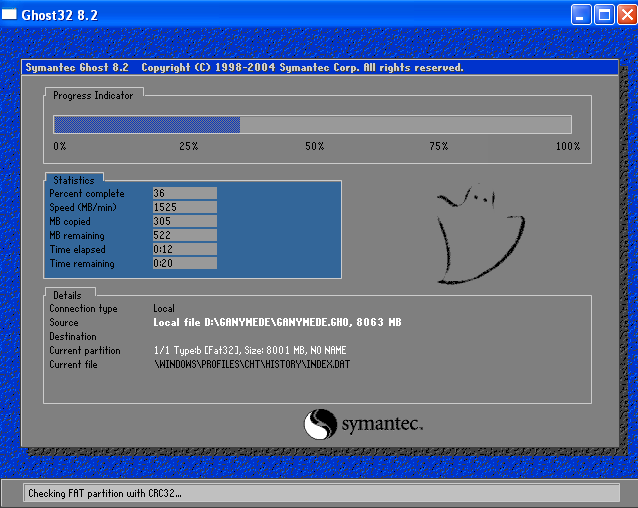 Ghost32 8.2
Symantec Ghost 8.2 Copyright (C) 1998-2004 Symantec Corp. All rights reserved.
Progress Indicator
0% 25% 50% 75% 100%
Statistics
Percent complete 36
Speed (MB/min) 1525
MB copied 305
MB remaining 522
Time elapsed 0:12
Time remaining 0:20
Details
Connection type Local
Source Local file D:\GANYMEDE\GANYMEDE.GHO, 8063 MB
Destination
Current partition 1/1 Type:b [Fat32], Size: 8001 MB, NO NAME
Current file \WINDOWS\PROFILES\CHT\HISTORY\INDEX.DAT
symantec.
Checking FAT partition with CRC32...